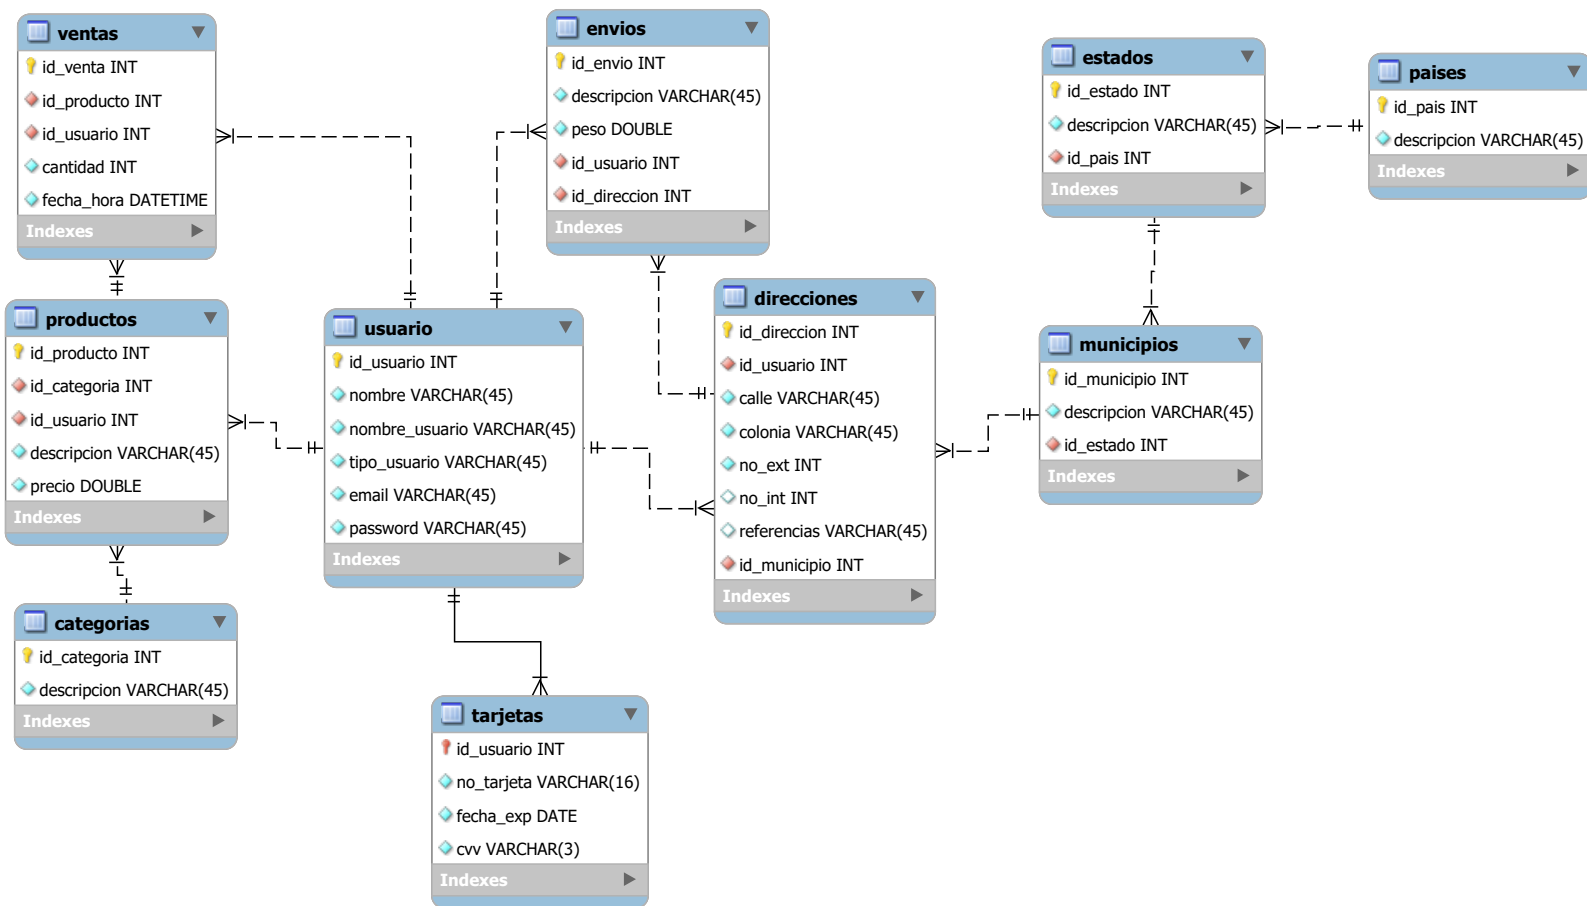 ventas
id_venta INT
id_producto INT
id_usuario INT
cantidad INT
fecha_hora DATETIME
Indexes
envios
id_envio INT
descripcion VARCHAR(45)
peso DOUBLE
id_usuario INT
id_direccion INT
Indexes
estados
id_estado INT
descripcion VARCHAR(45)
id_pais INT
Indexes
paises
id_pais INT
descripcion VARCHAR(45)
Indexes
productos
id_producto INT
id_categoria INT
id_usuario INT
descripcion VARCHAR(45)
precio DOUBLE
Indexes
usuario
id_usuario INT
nombre VARCHAR(45)
nombre_usuario VARCHAR(45)
tipo_usuario VARCHAR(45)
email VARCHAR(45)
password VARCHAR(45)
Indexes
direcciones
id_direccion INT
id_usuario INT
calle VARCHAR(45)
colonia VARCHAR(45)
no_ext INT
no_int INT
referencias VARCHAR(45)
id_municipio INT
Indexes
municipios
id_municipio INT
descripcion VARCHAR(45)
id_estado INT
Indexes
categorias
id_categoria INT
descripcion VARCHAR(45)
Indexes
tarjetas
id_usuario INT
no_tarjeta VARCHAR(16)
fecha_exp DATE
cvv VARCHAR(3)
Indexes